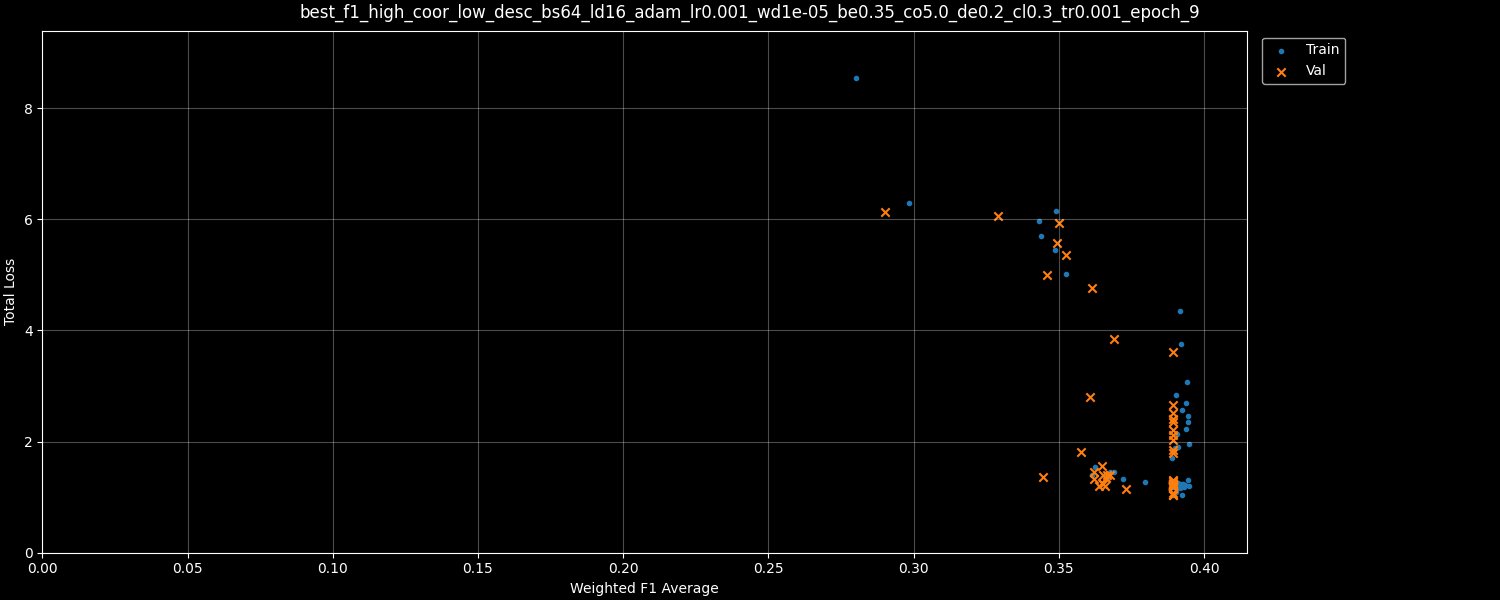 best_f1_high_coor_low_desc_bs64_ld16_adam_lr0.001_wd1e-05_be0.35_co5.0_de0.2_cl0.3_tr0.001_epoch_9
Train
Val
Total Loss
8
6
4
2
0
0.00 0.05 0.10 0.15 0.20 0.25 0.30 0.35 0.40
Weighted F1 Average